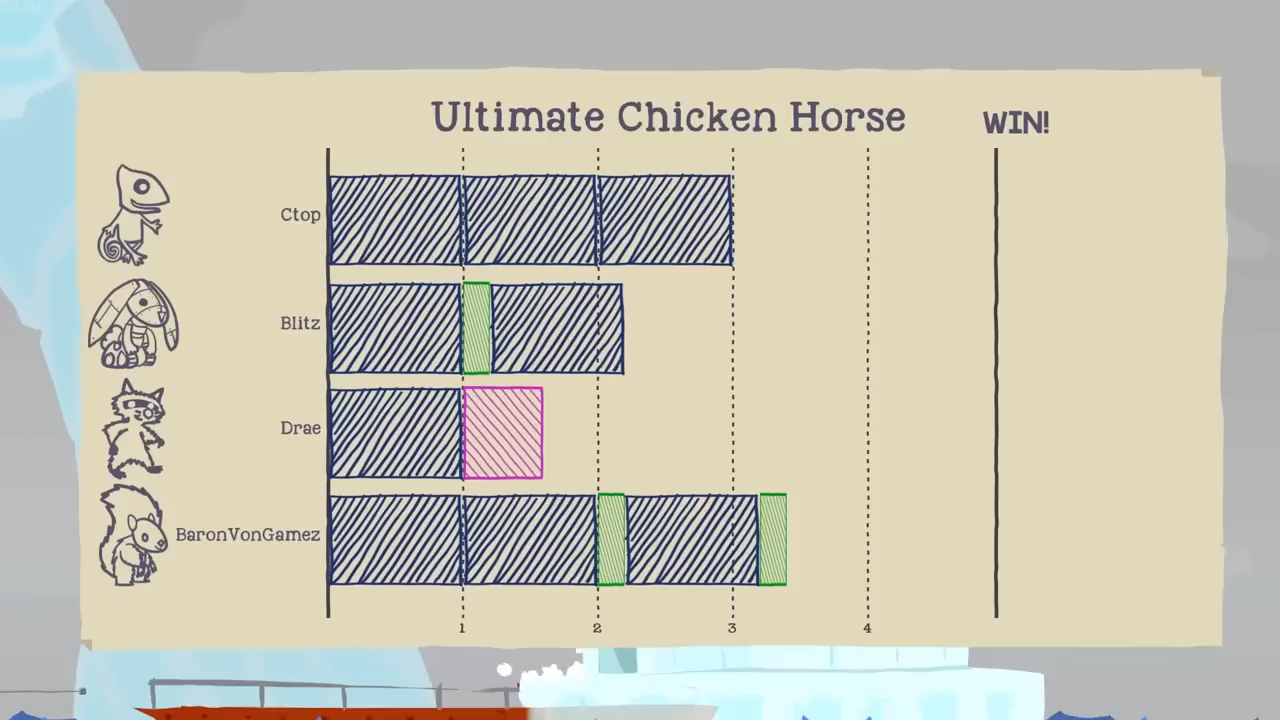 Ultimate Chicken Horse
WIN!
Ctop
Blitz
Drae
BaronVonGamez
1 2 3 4